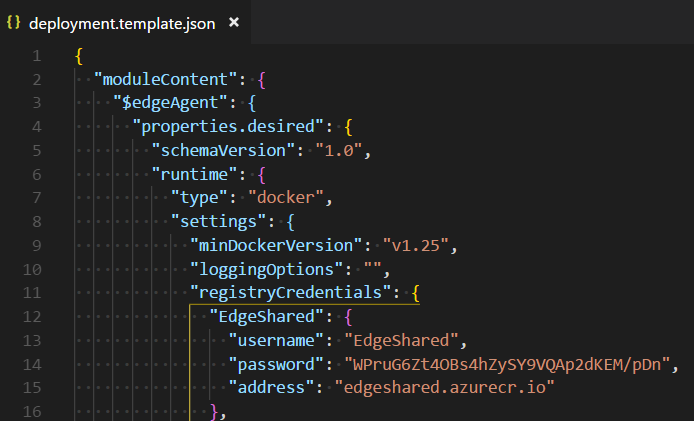 {} deployment.template.json ×
1 {
2 "moduleContent": {
3 "$edgeAgent": {
4 "properties.desired": {
5 "schemaVersion": "1.0",
6 "runtime": {
7 "type": "docker",
8 "settings": {
9 "minDockerVersion": "v1.25",
10 "loggingOptions": "",
11 "registryCredentials": {
12 "EdgeShared": {
13 "username": "EdgeShared",
14 "password": "WPruG6Zt4OBs4hZySY9VQAp2dKEM/pDn",
15 "address": "edgeshared.azurecr.io"
16 },